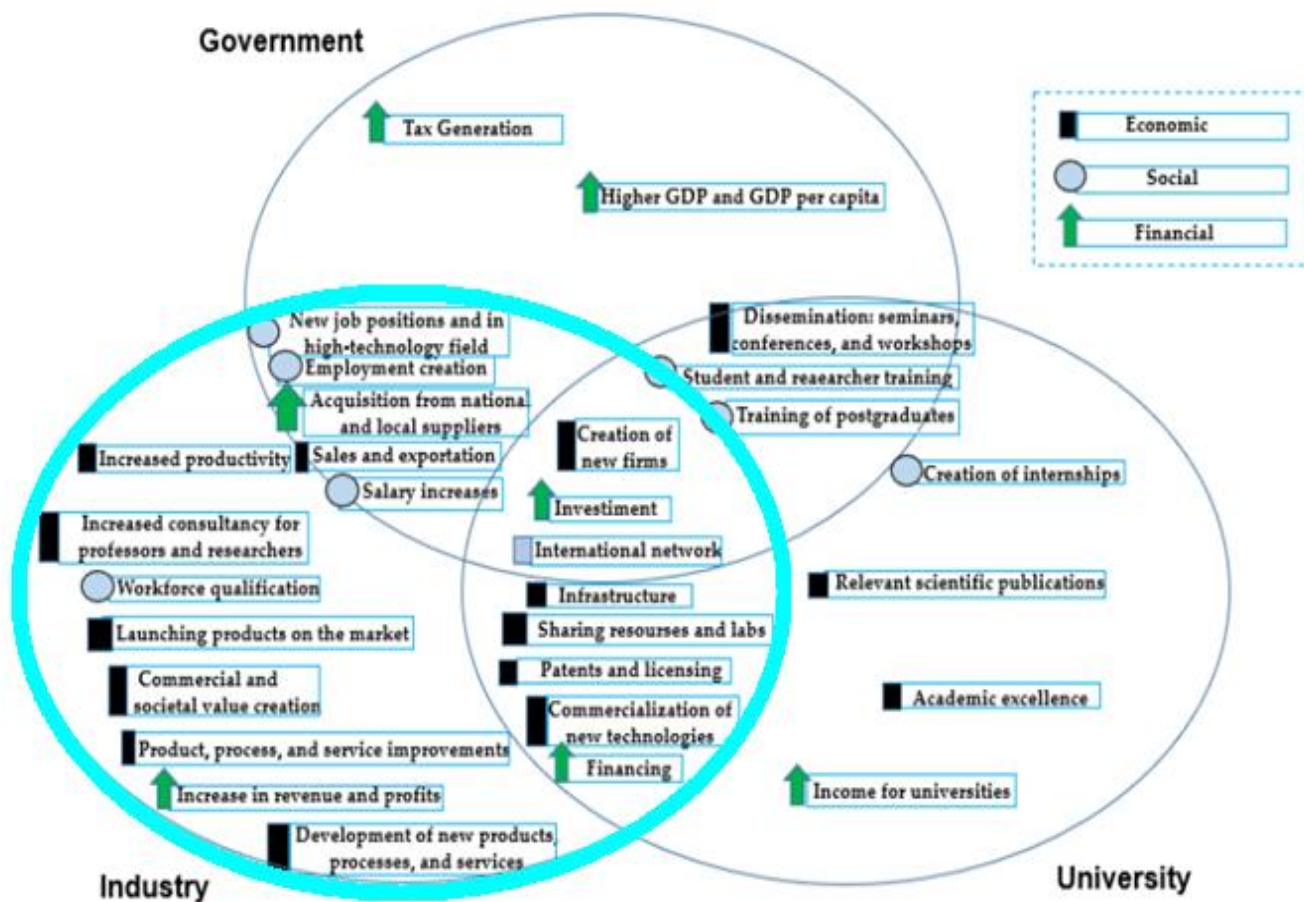 Government
Tax Generation
Higher GDP and GDP per capita
Economic
Social
Financial
New job positions and in
high-technology field
Employment creation
Acquisition from national
and local suppliers
Increased productivity
Sales and exportation
Salary increases
Dissemination: seminars,
conferences, and workshops
Student and reaearcher training
Training of postgraduates
Creation of
new firms
Creation of internships
Investiment
International network
Increased consultancy for
professors and researchers
Workforce qualification
Launching products on the market
Commercial and
societal value creation
Product, process, and service improvements
Increase in revenue and profits
Development of new products,
processes, and services
Infrastructure
Sharing resourses and labs
Patents and licensing
Commercialization of
new technologies
Financing
Relevant scientific publications
Academic excellence
Income for universities
Industry
University